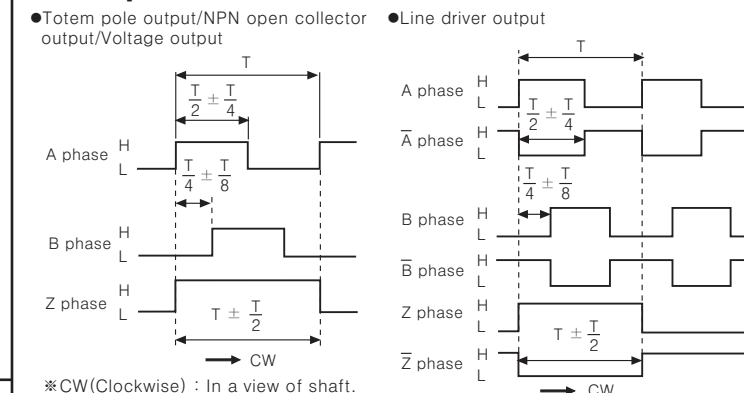 ●Totem pole output/NPN open collector
output/Voltage output
T
T/2 ± T/4
A phase H L
T/4 ± T/8
B phase H L
Z phase H L
T ± T/2
CW
※CW(Clockwise) : In a view of shaft.
●Line driver output
T
A phase H L
T/2 ± T/4
A̅ phase H L
T/4 ± T/8
B phase H L
B̅ phase H L
Z phase H L
T ± T/2
Z̅ phase H L
CW